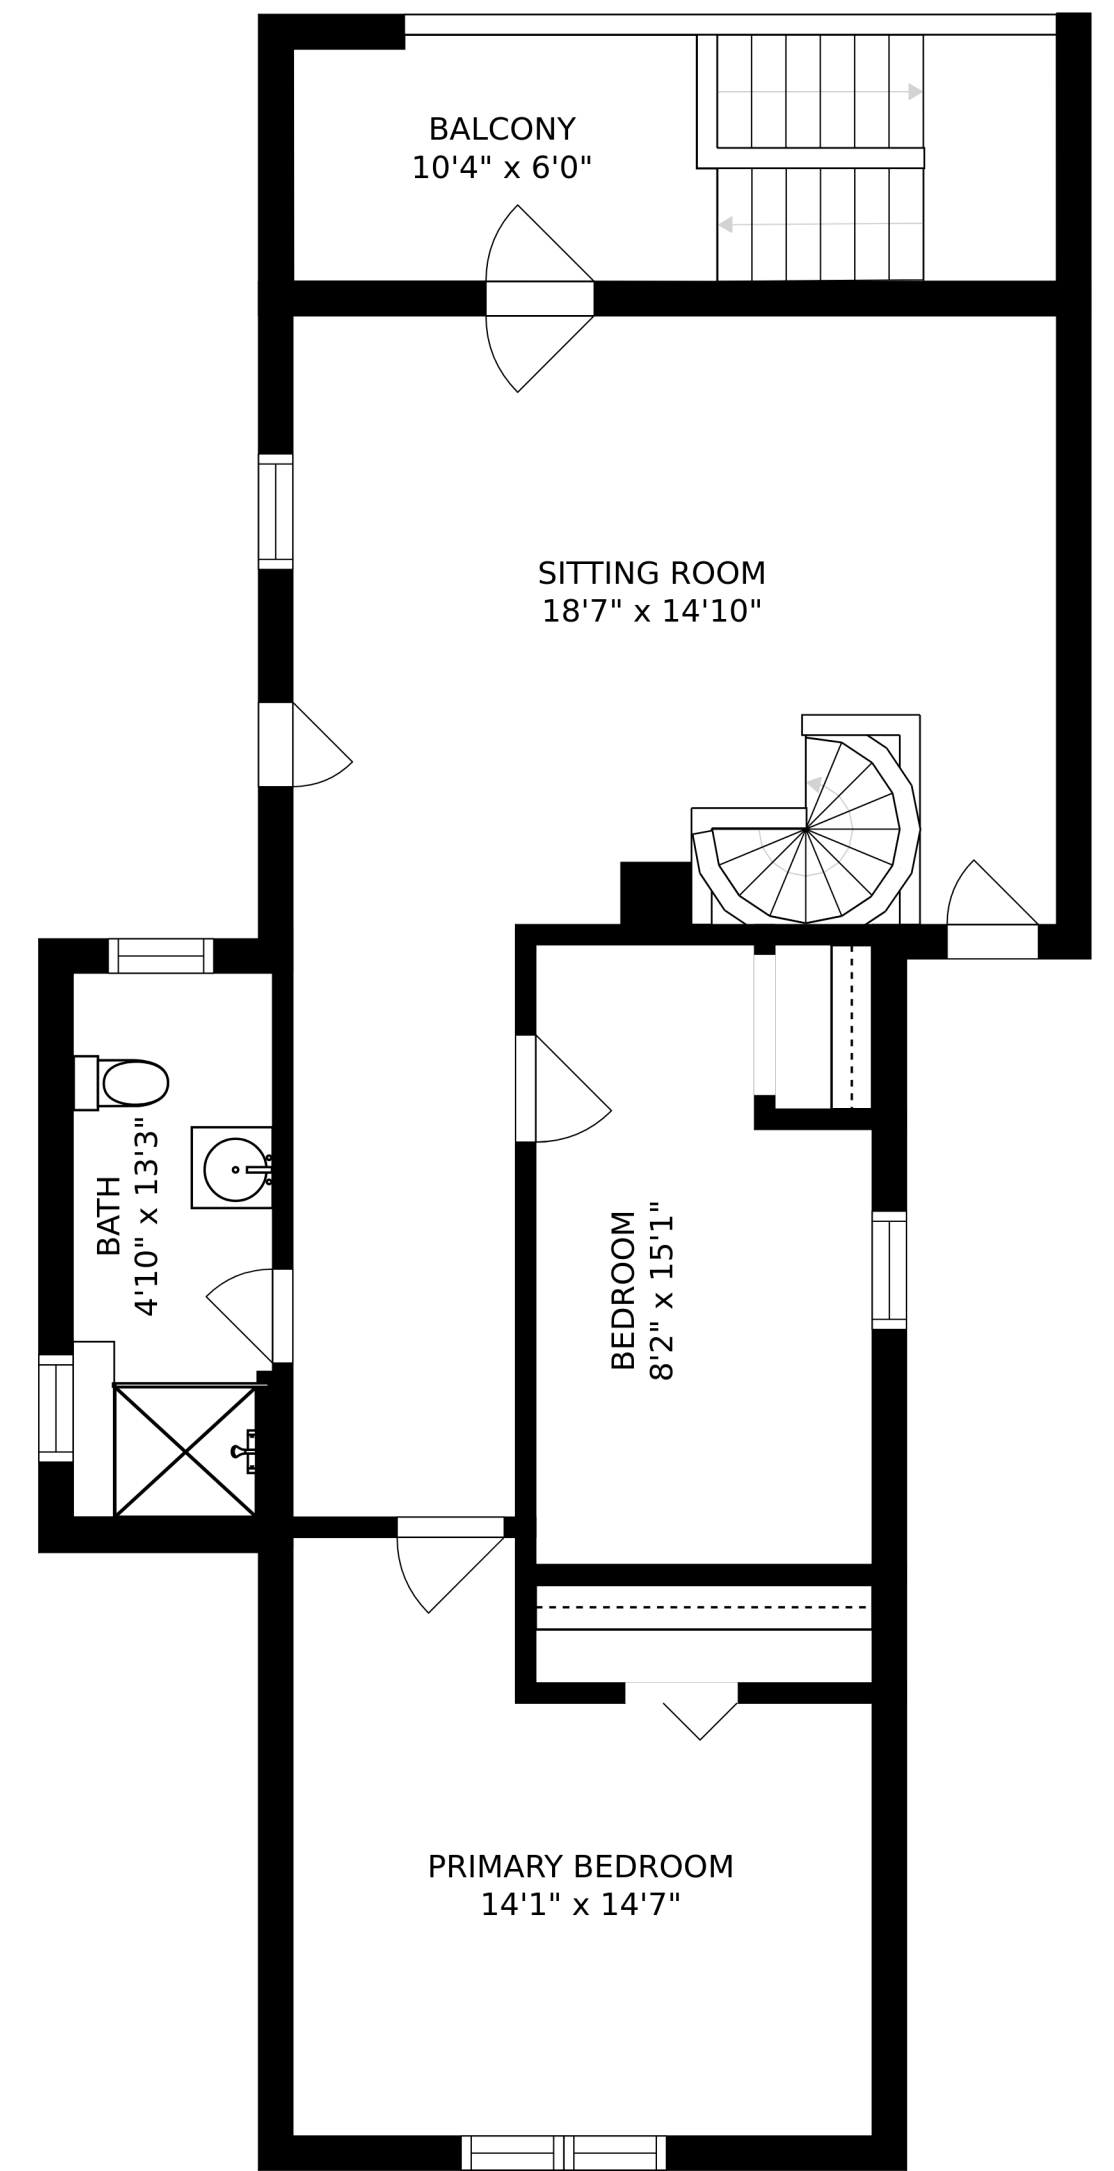 BALCONY
10'4" x 6'0"
SITTING ROOM
18'7" x 14'10"
BATH
4'10" x 13'3"
BEDROOM
8'2" x 15'1"
PRIMARY BEDROOM
14'1" x 14'7"